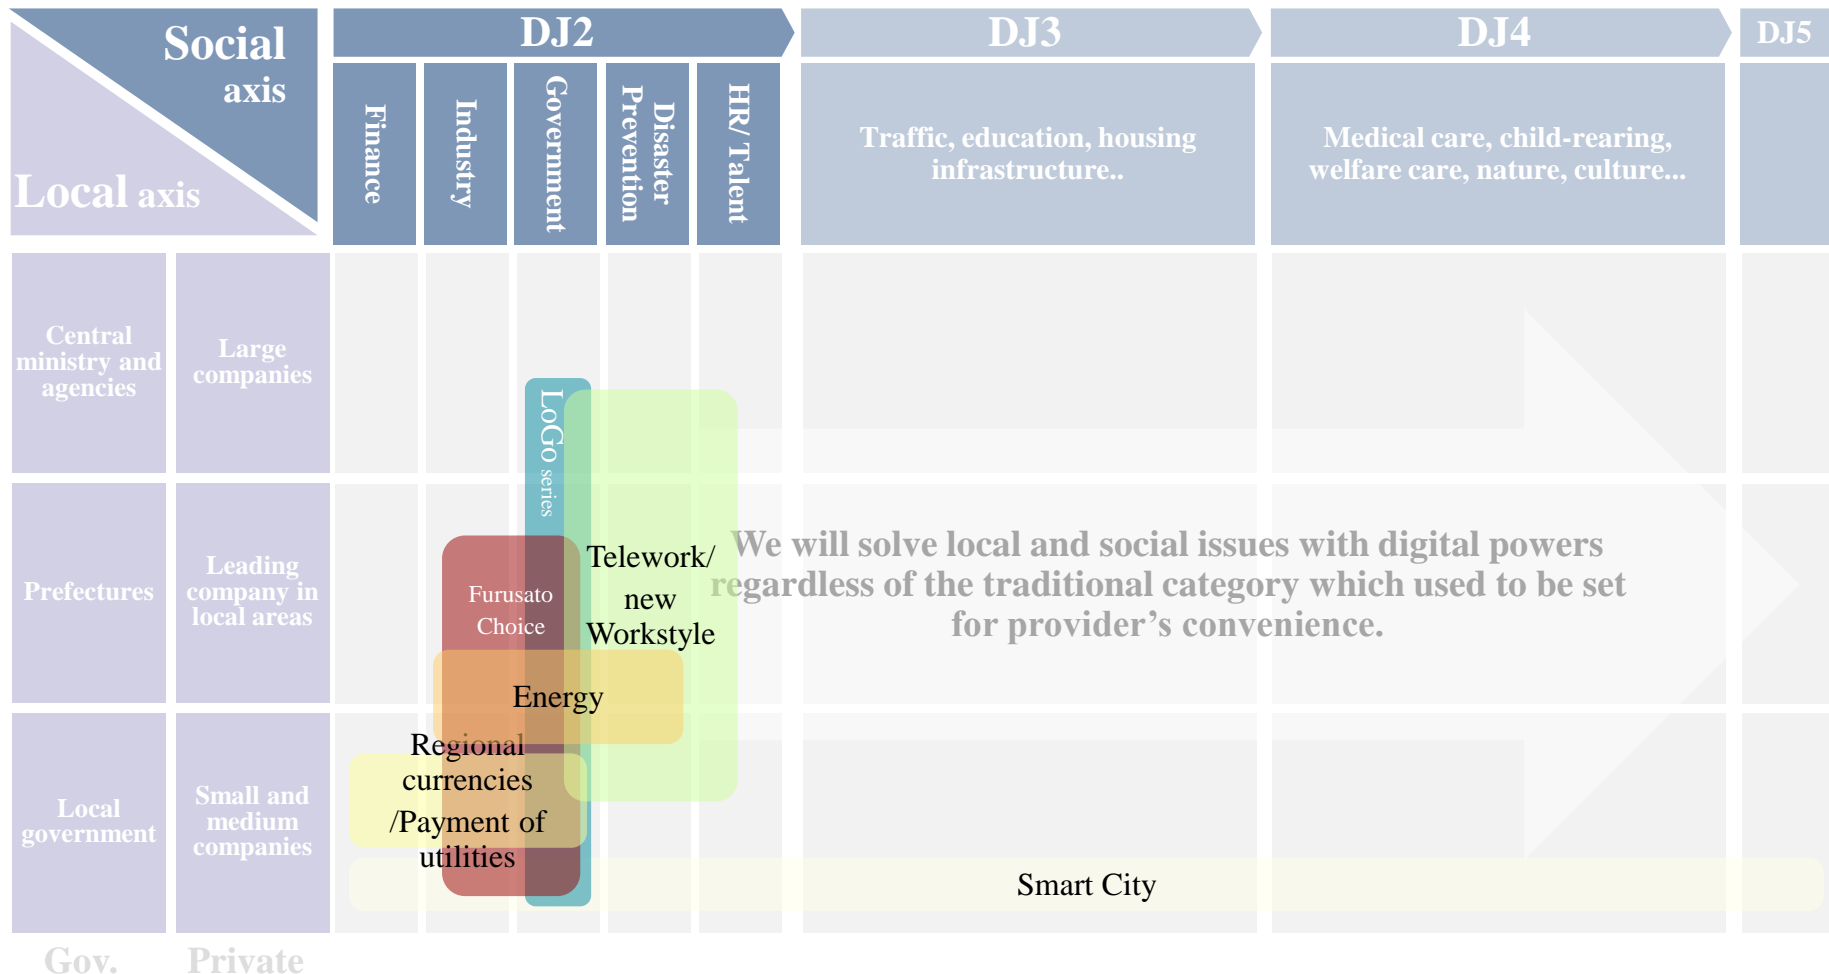 Social
axis
Local axis
DJ2
DJ3
DJ4
DJ5
Finance
Industry
Government
Disaster
Prevention
HR/ Talent
Traffic, education, housing
infrastructure..
Medical care, child-rearing,
welfare care, nature, culture...
Central
ministry and
agencies
Large
companies
Prefectures
Leading
company in
local areas
Local
government
Small and
medium
companies
Gov.
Private
LoGo series
Furusato
Choice
Telework/
new
Workstyle
We will solve local and social issues with digital powers
regardless of the traditional category which used to be set
for provider’s convenience.
Energy
Regional
currencies
/Payment of
utilities
Smart City